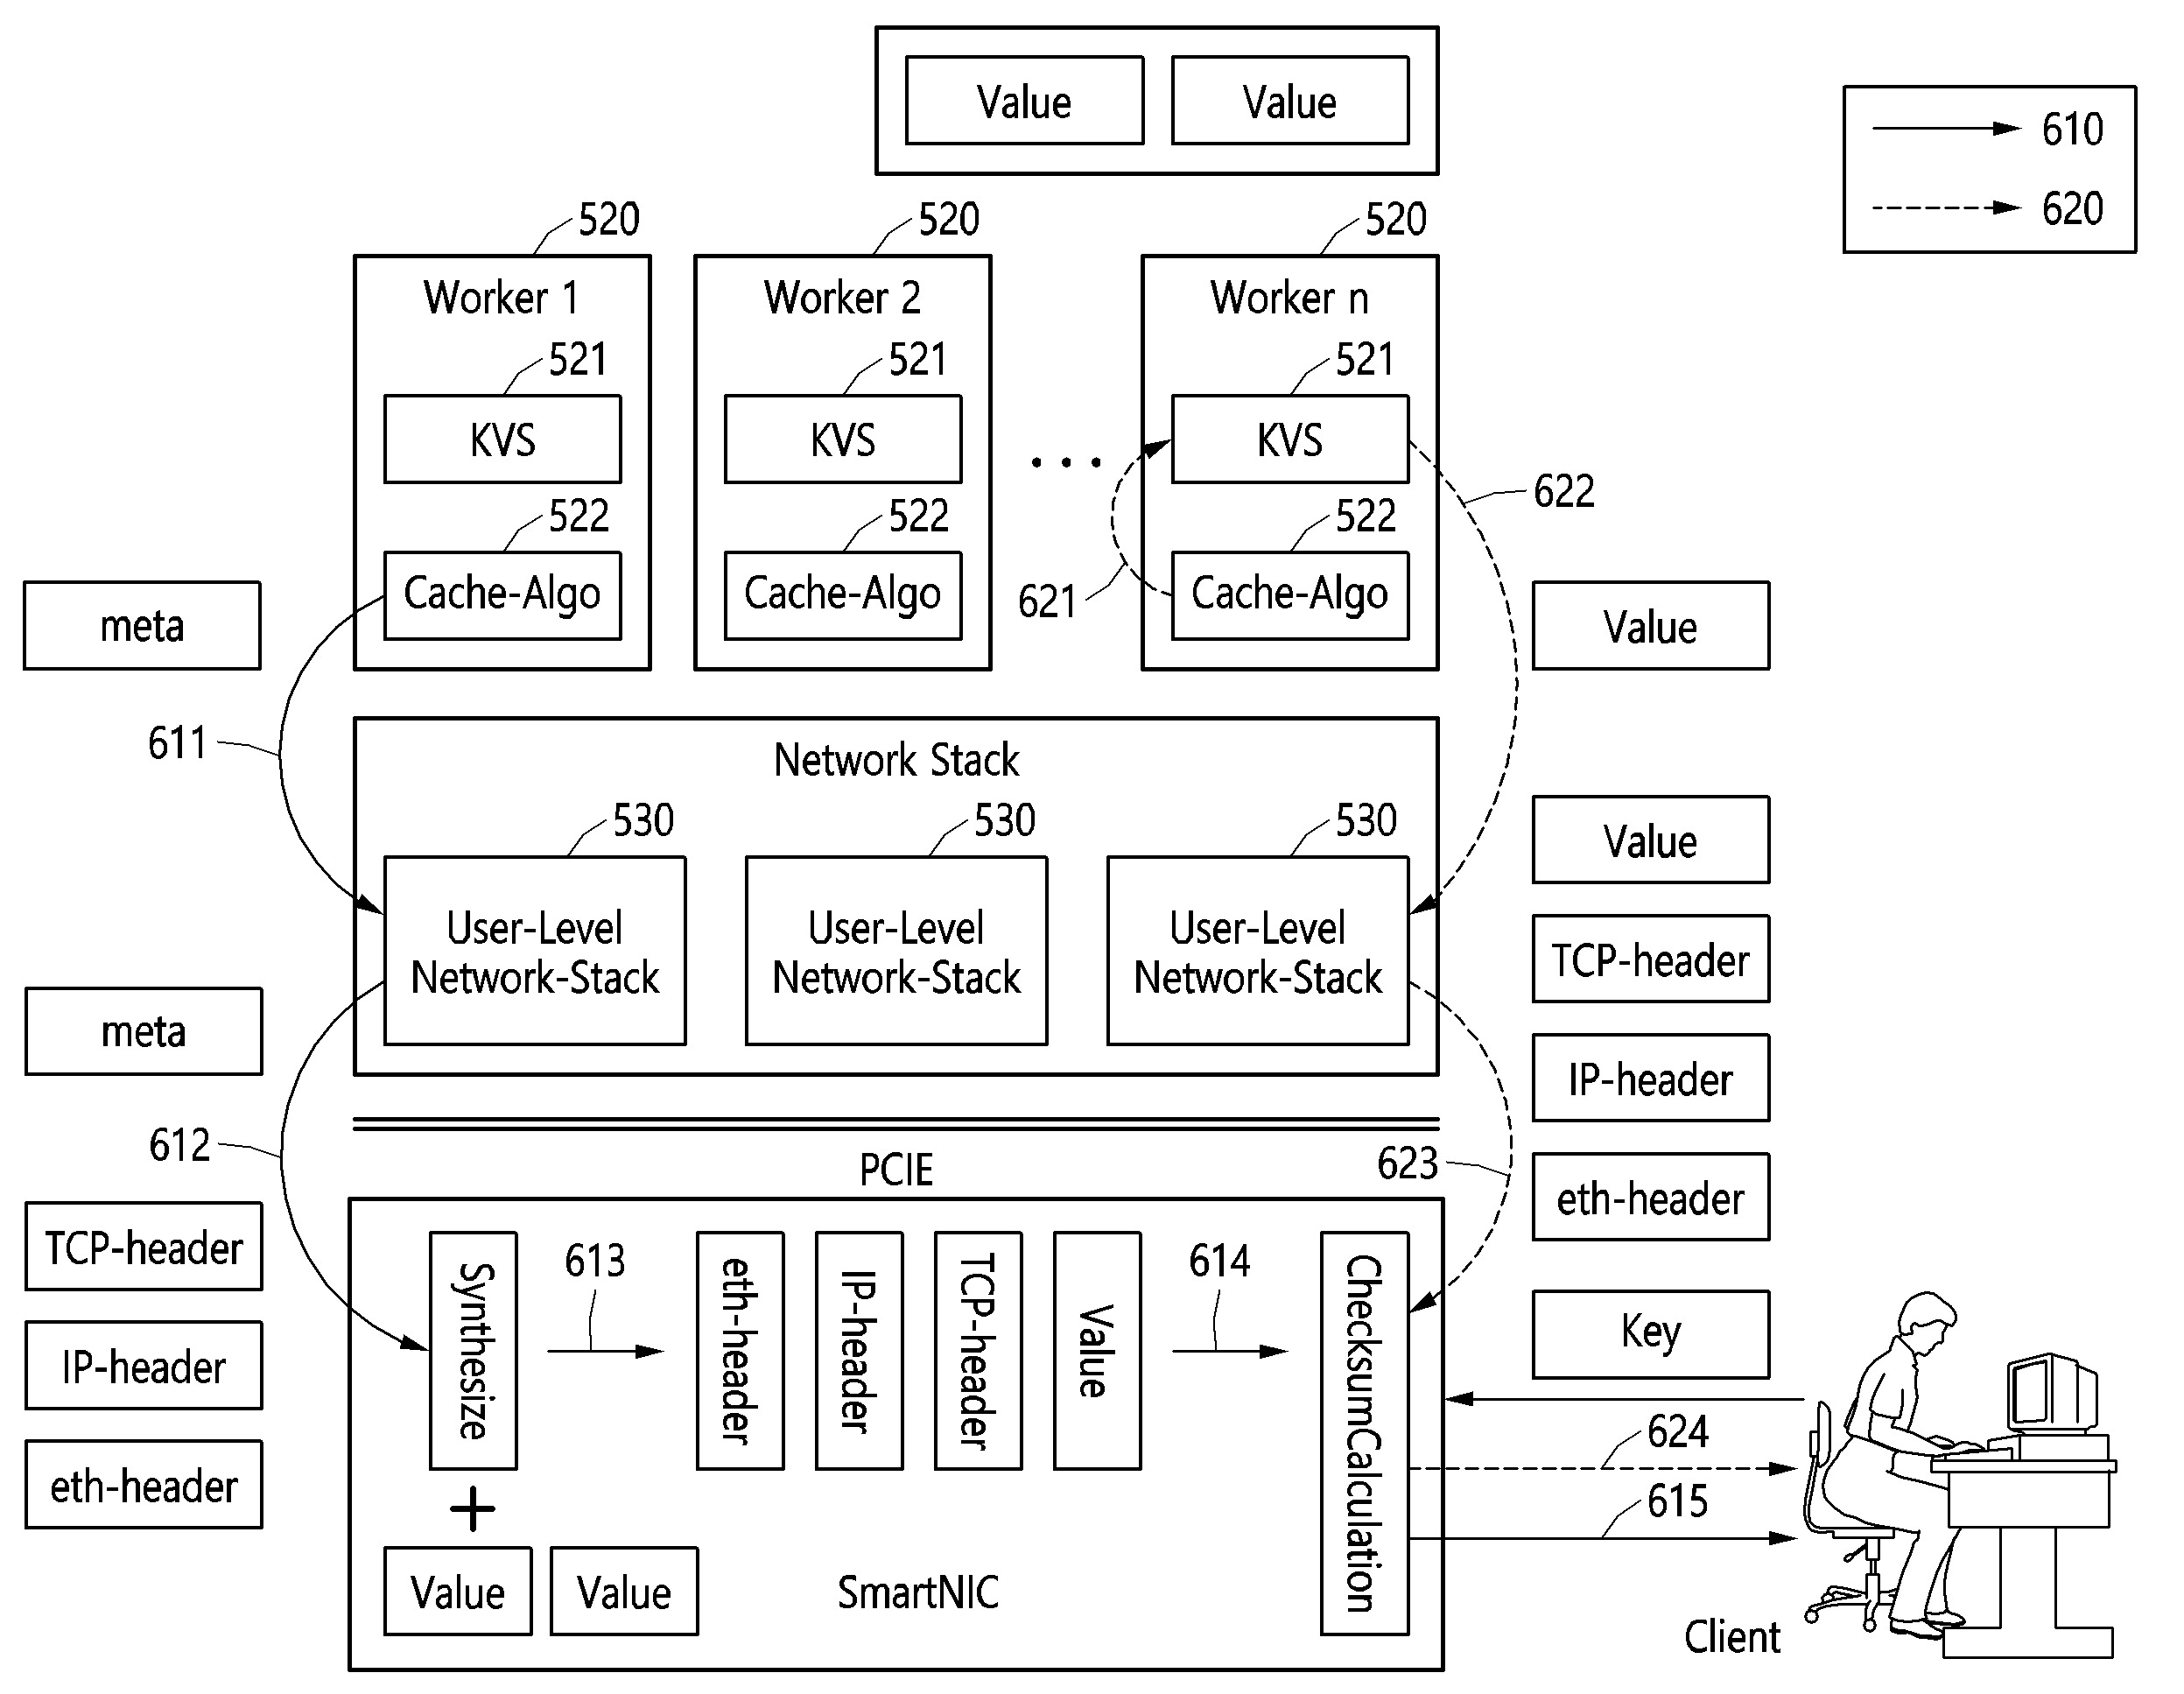 Value Value
610
620
520 520 520
Worker 1 Worker 2 Worker n
521 521 521
KVS KVS KVS
...
622
522 522 522
Cache-Algo Cache-Algo Cache-Algo
621
meta
Value
611
Network Stack
530 530 530
Value
User-Level
Network-Stack
User-Level
Network-Stack
User-Level
Network-Stack
TCP-header
meta
IP-header
612
PCIE
623
eth-header
TCP-header
IP-header
eth-header
Synthesize
613
eth-header
IP-header
TCP-header
Value
614
ChecksumCalculation
Key
624
615
+
Value Value
SmartNIC
Client